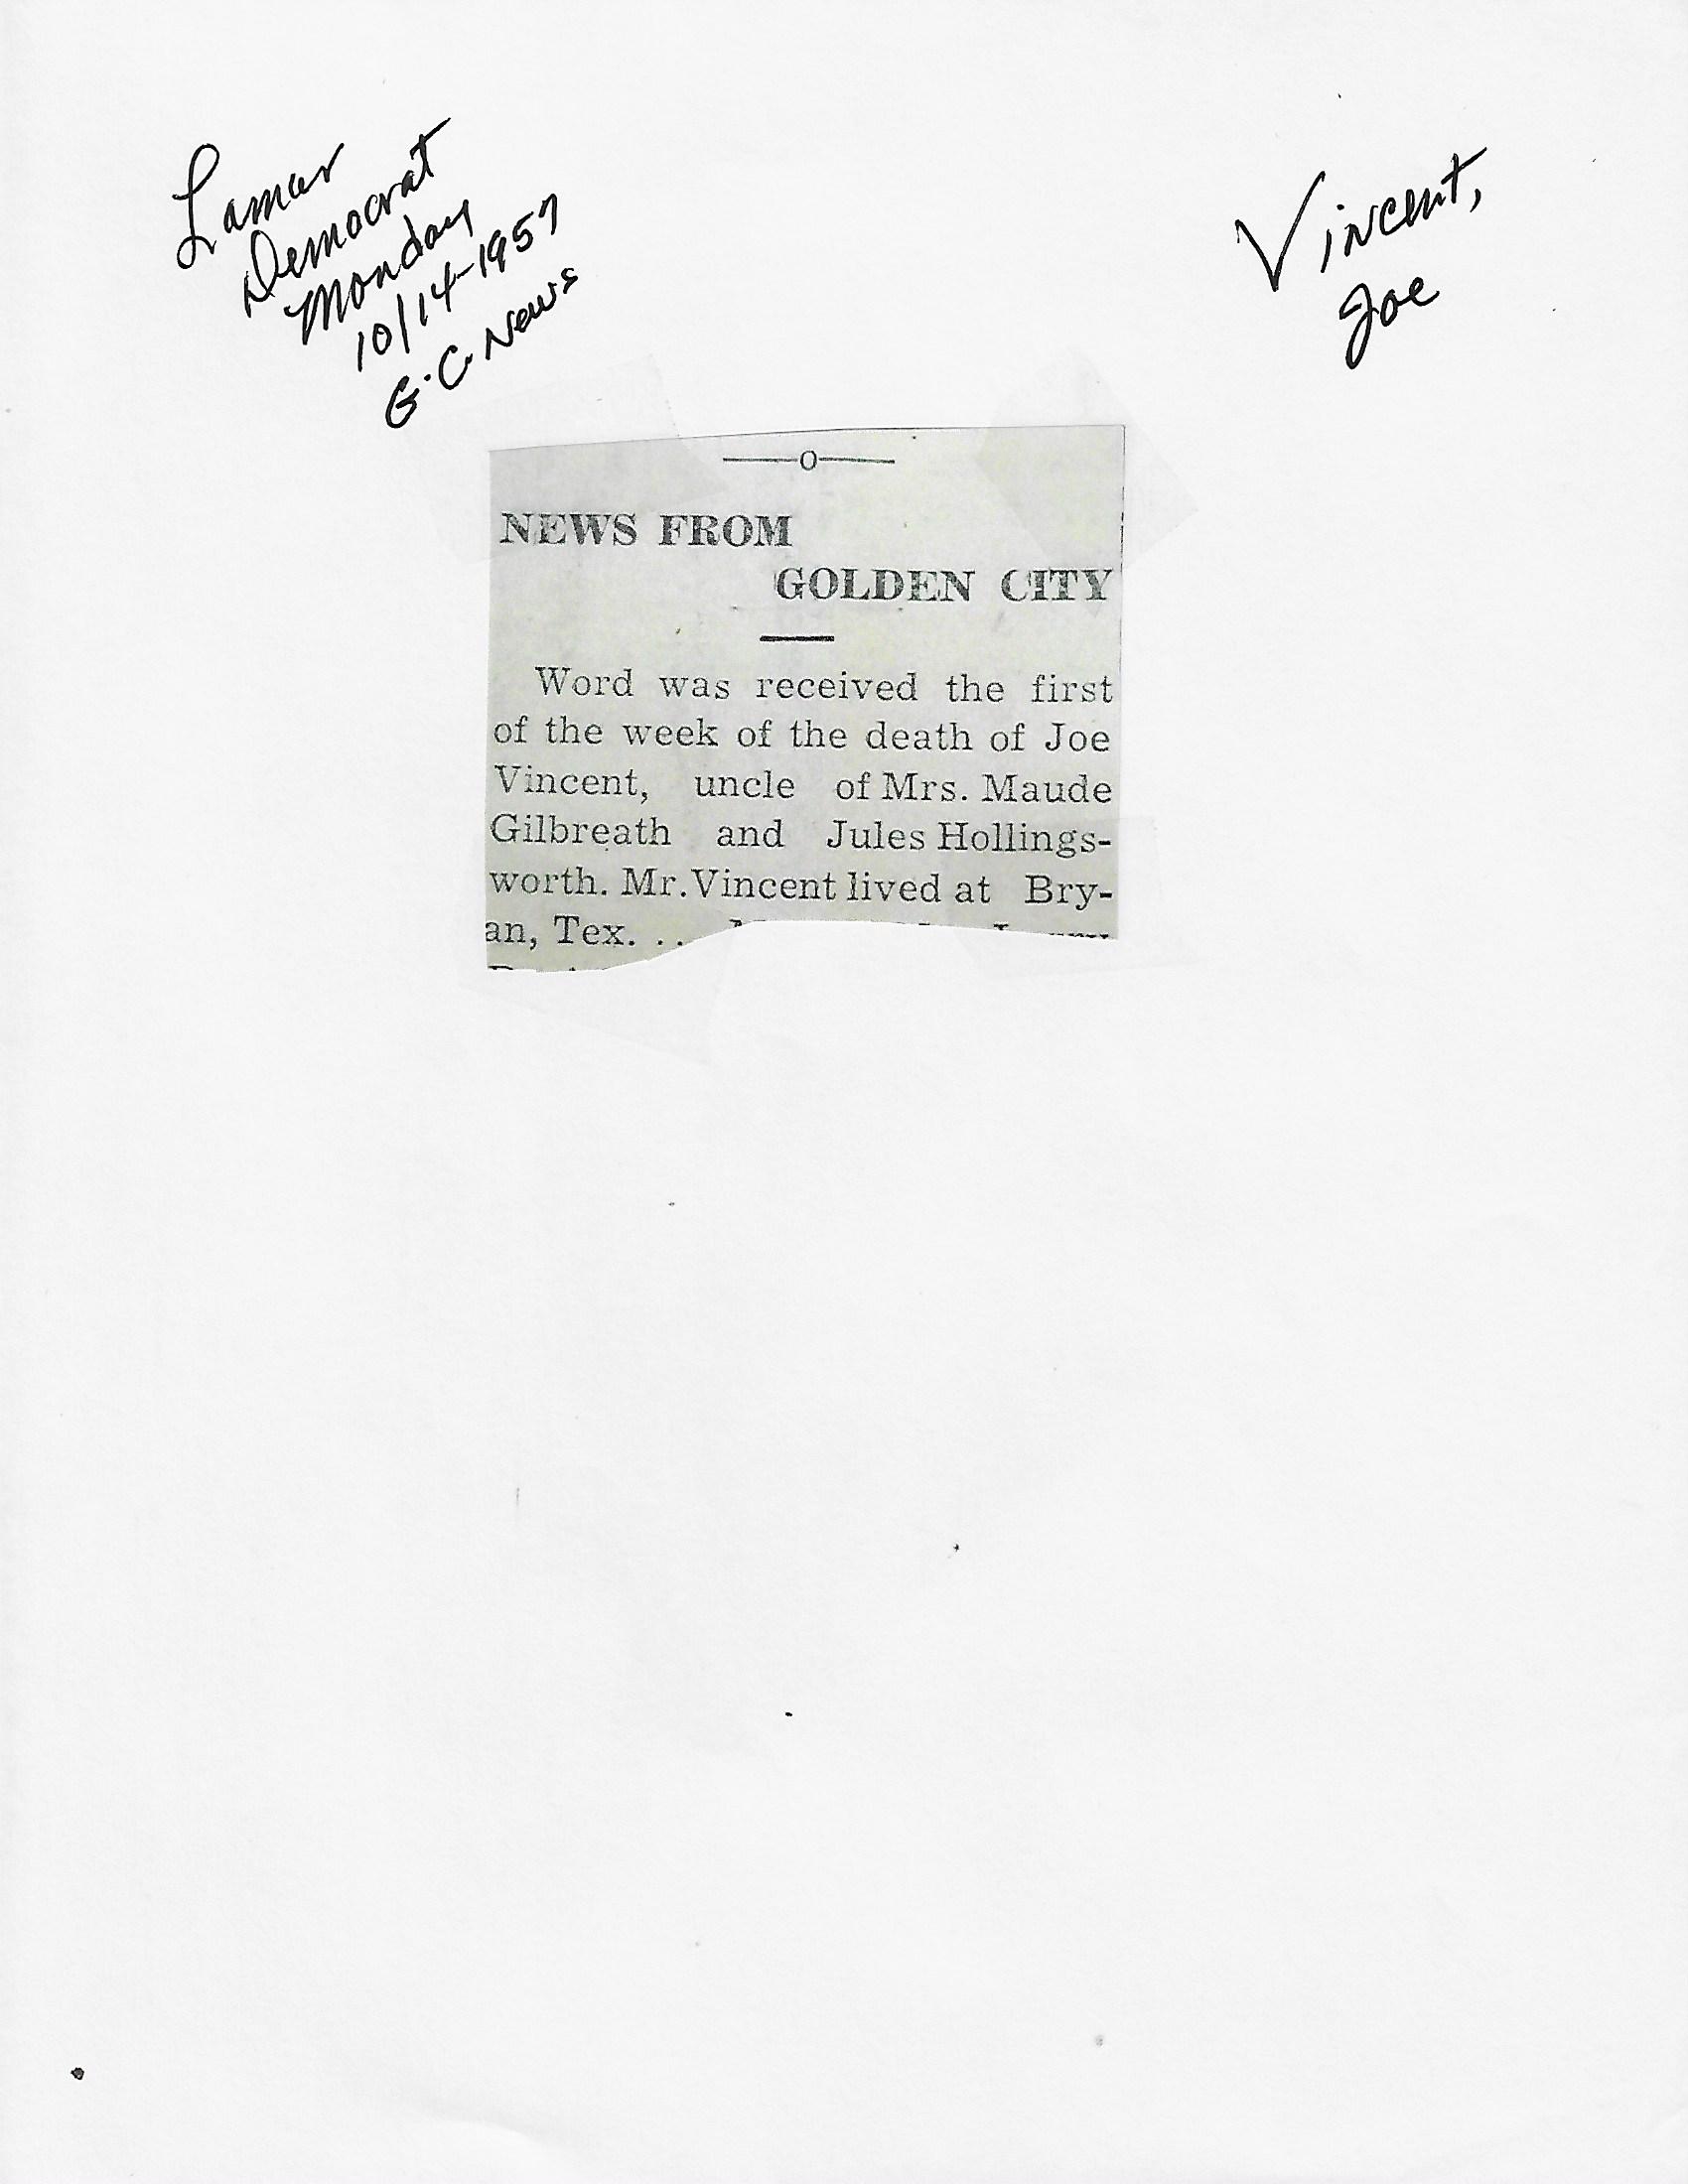 Lamar
Democrat
Monday
10/14-1957
G.C. News
Vincent,
Joe
NEWS FROM
GOLDEN CITY
Word was received the first
of the week of the death of Joe
Vincent, uncle of Mrs. Maude
Gilbreath and Jules Hollings-
worth. Mr. Vincent lived at Bry-
an, Tex. . .